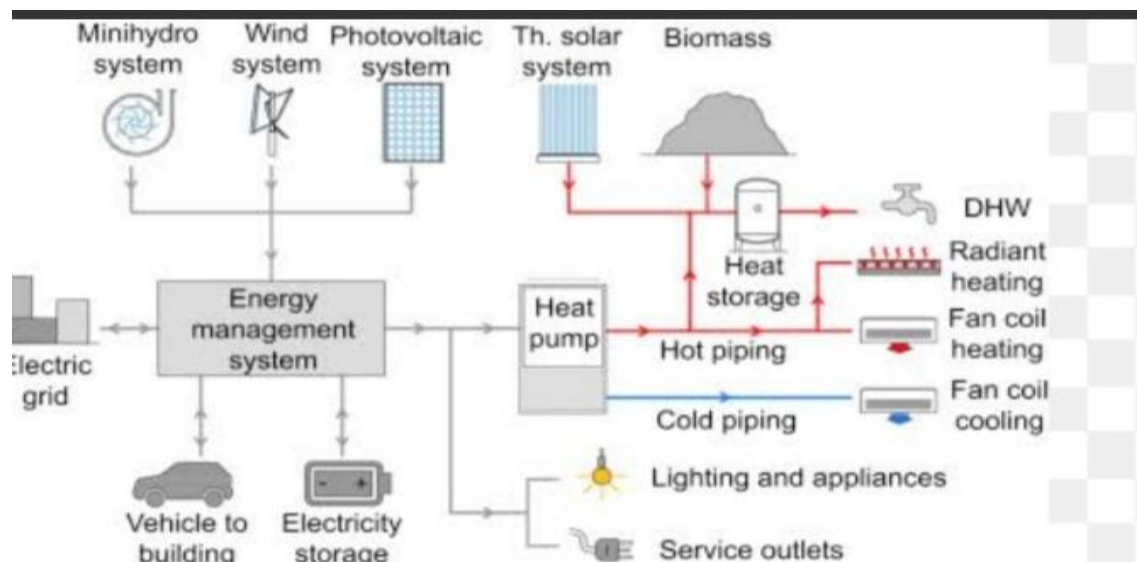 Minihydro
system
Wind
system
Photovoltaic
system
Th. solar
system
Biomass
DHW
Radiant
heating
Heat
storage
Energy
management
system
Heat
pump
Hot piping
Fan coil
heating
Electric
grid
Fan coil
cooling
Cold piping
Lighting and appliances
Vehicle to
building
Electricity
storage
Service outlets